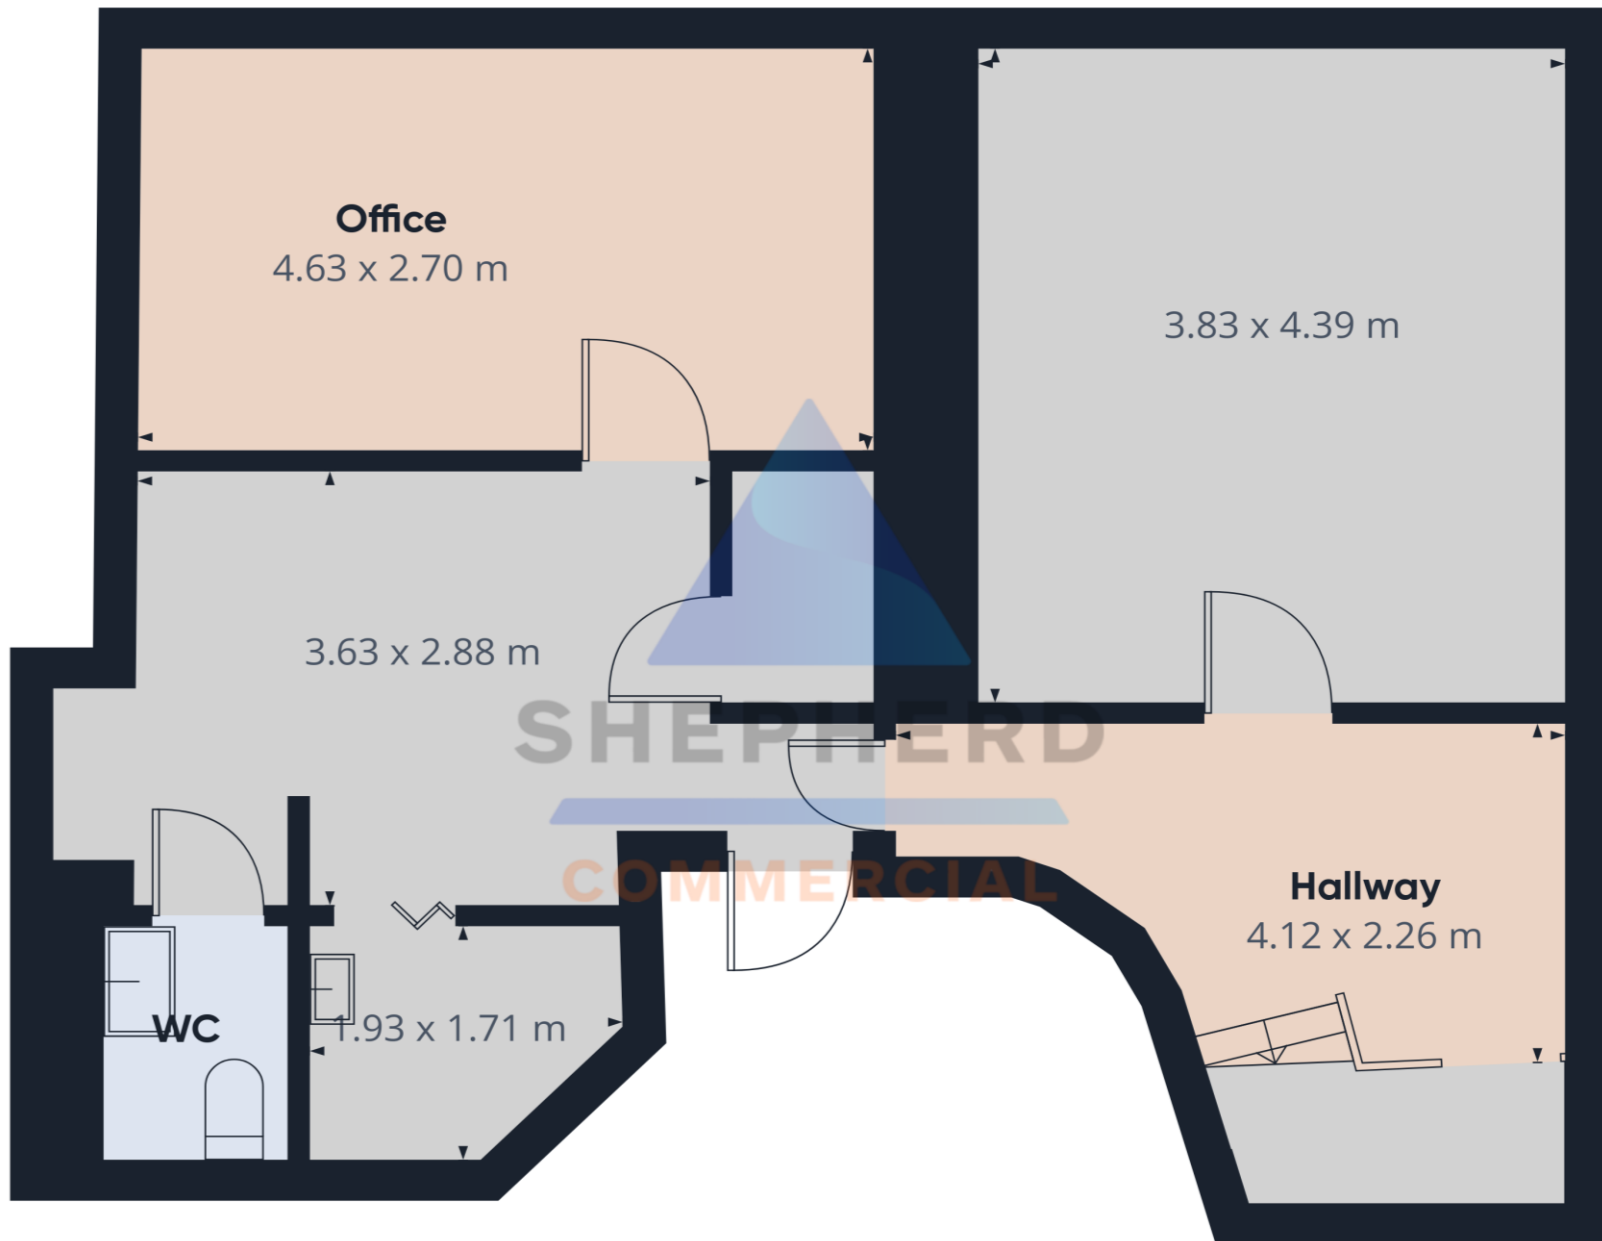 Office
4.63 x 2.70 m
3.83 x 4.39 m
3.63 x 2.88 m
SHEPHERD
COMMERCIAL
Hallway
4.12 x 2.26 m
WC
1.93 x 1.71 m